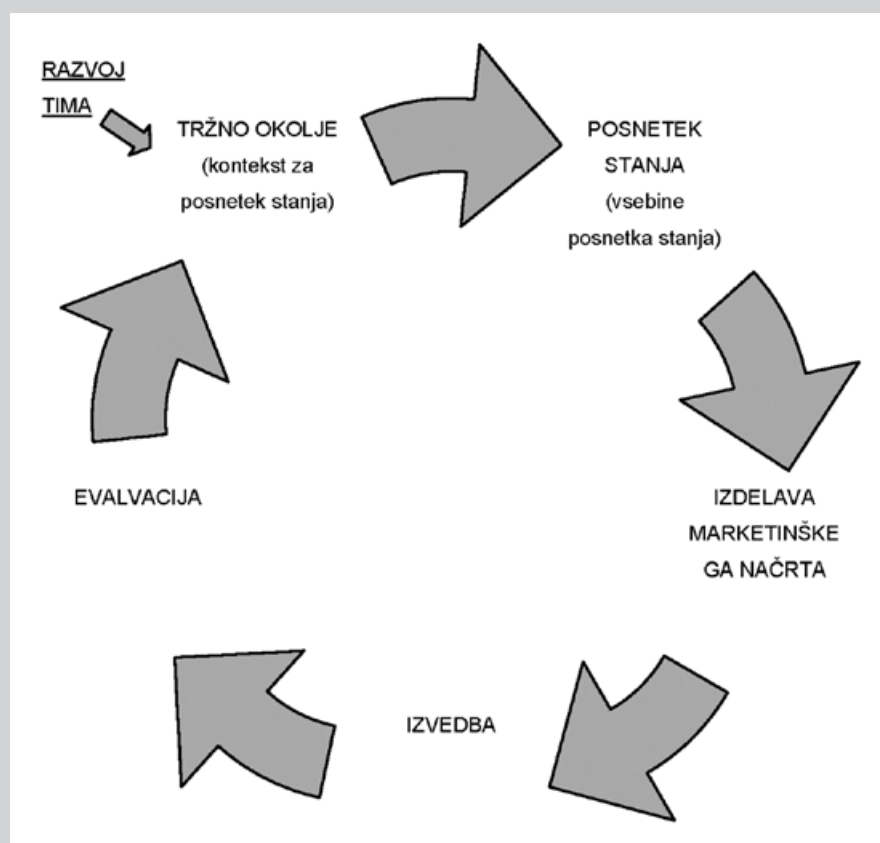 RAZVOJ
TIMA
TRŽNO OKOLJE
(kontekst za
posnetek stanja)
POSNETEK
STANJA
(vsebine
posnetka stanja)
IZDELAVA
MARKETINŠKE
GA NAČRTA
IZVEDBA
EVALVACIJA